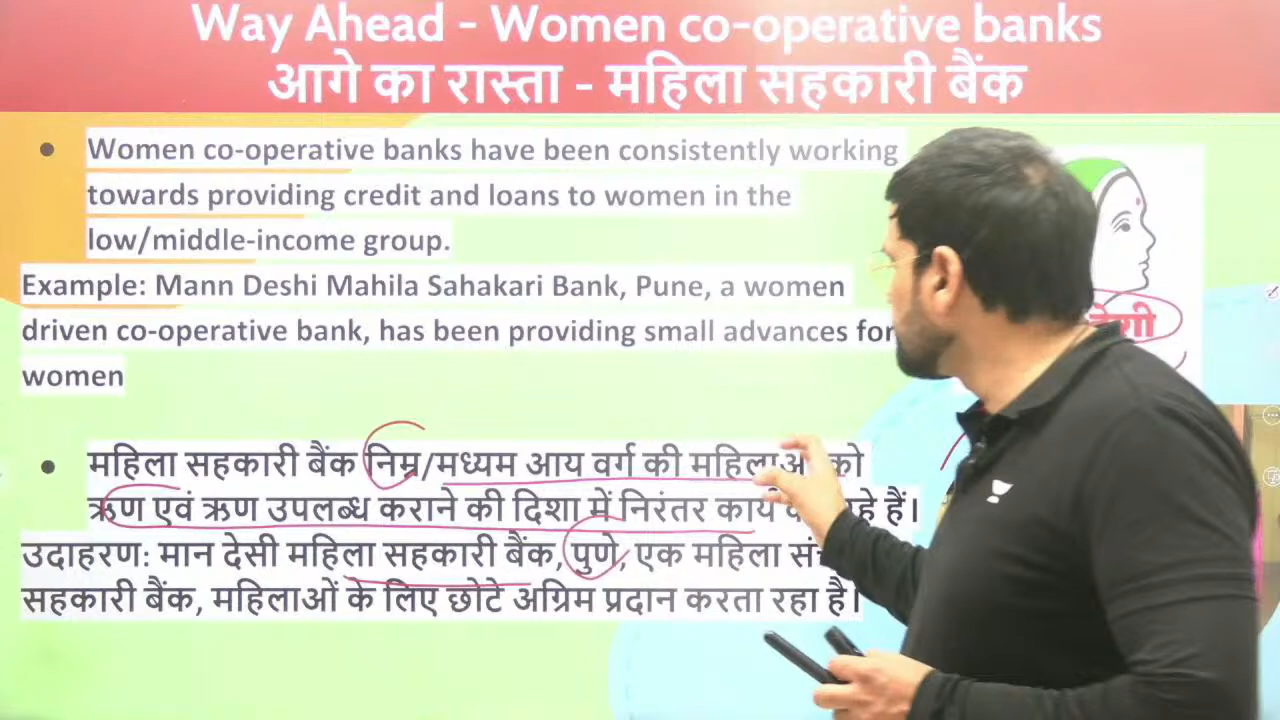 Way Ahead - Women co-operative banks
आगे का रास्ता - महिला सहकारी बैंक
Women co-operative banks have been consistently working
towards providing credit and loans to women in the
low/middle-income group.
Example: Mann Deshi Mahila Sahakari Bank, Pune, a women
driven co-operative bank, has been providing small advances for
women
महिला सहकारी बैंक निम्न/मध्यम आय वर्ग की को
ऋण एवं ऋण उपलब्ध कराने की दिशा में निरंतर कार्य रहे हैं।
उदाहरण: मान देसी महिला सहकारी बैंक, पुणे, एक महिला
सहकारी बैंक, महिलाओं के लिए छोटे अग्रिम प्रदान करता रहा है।